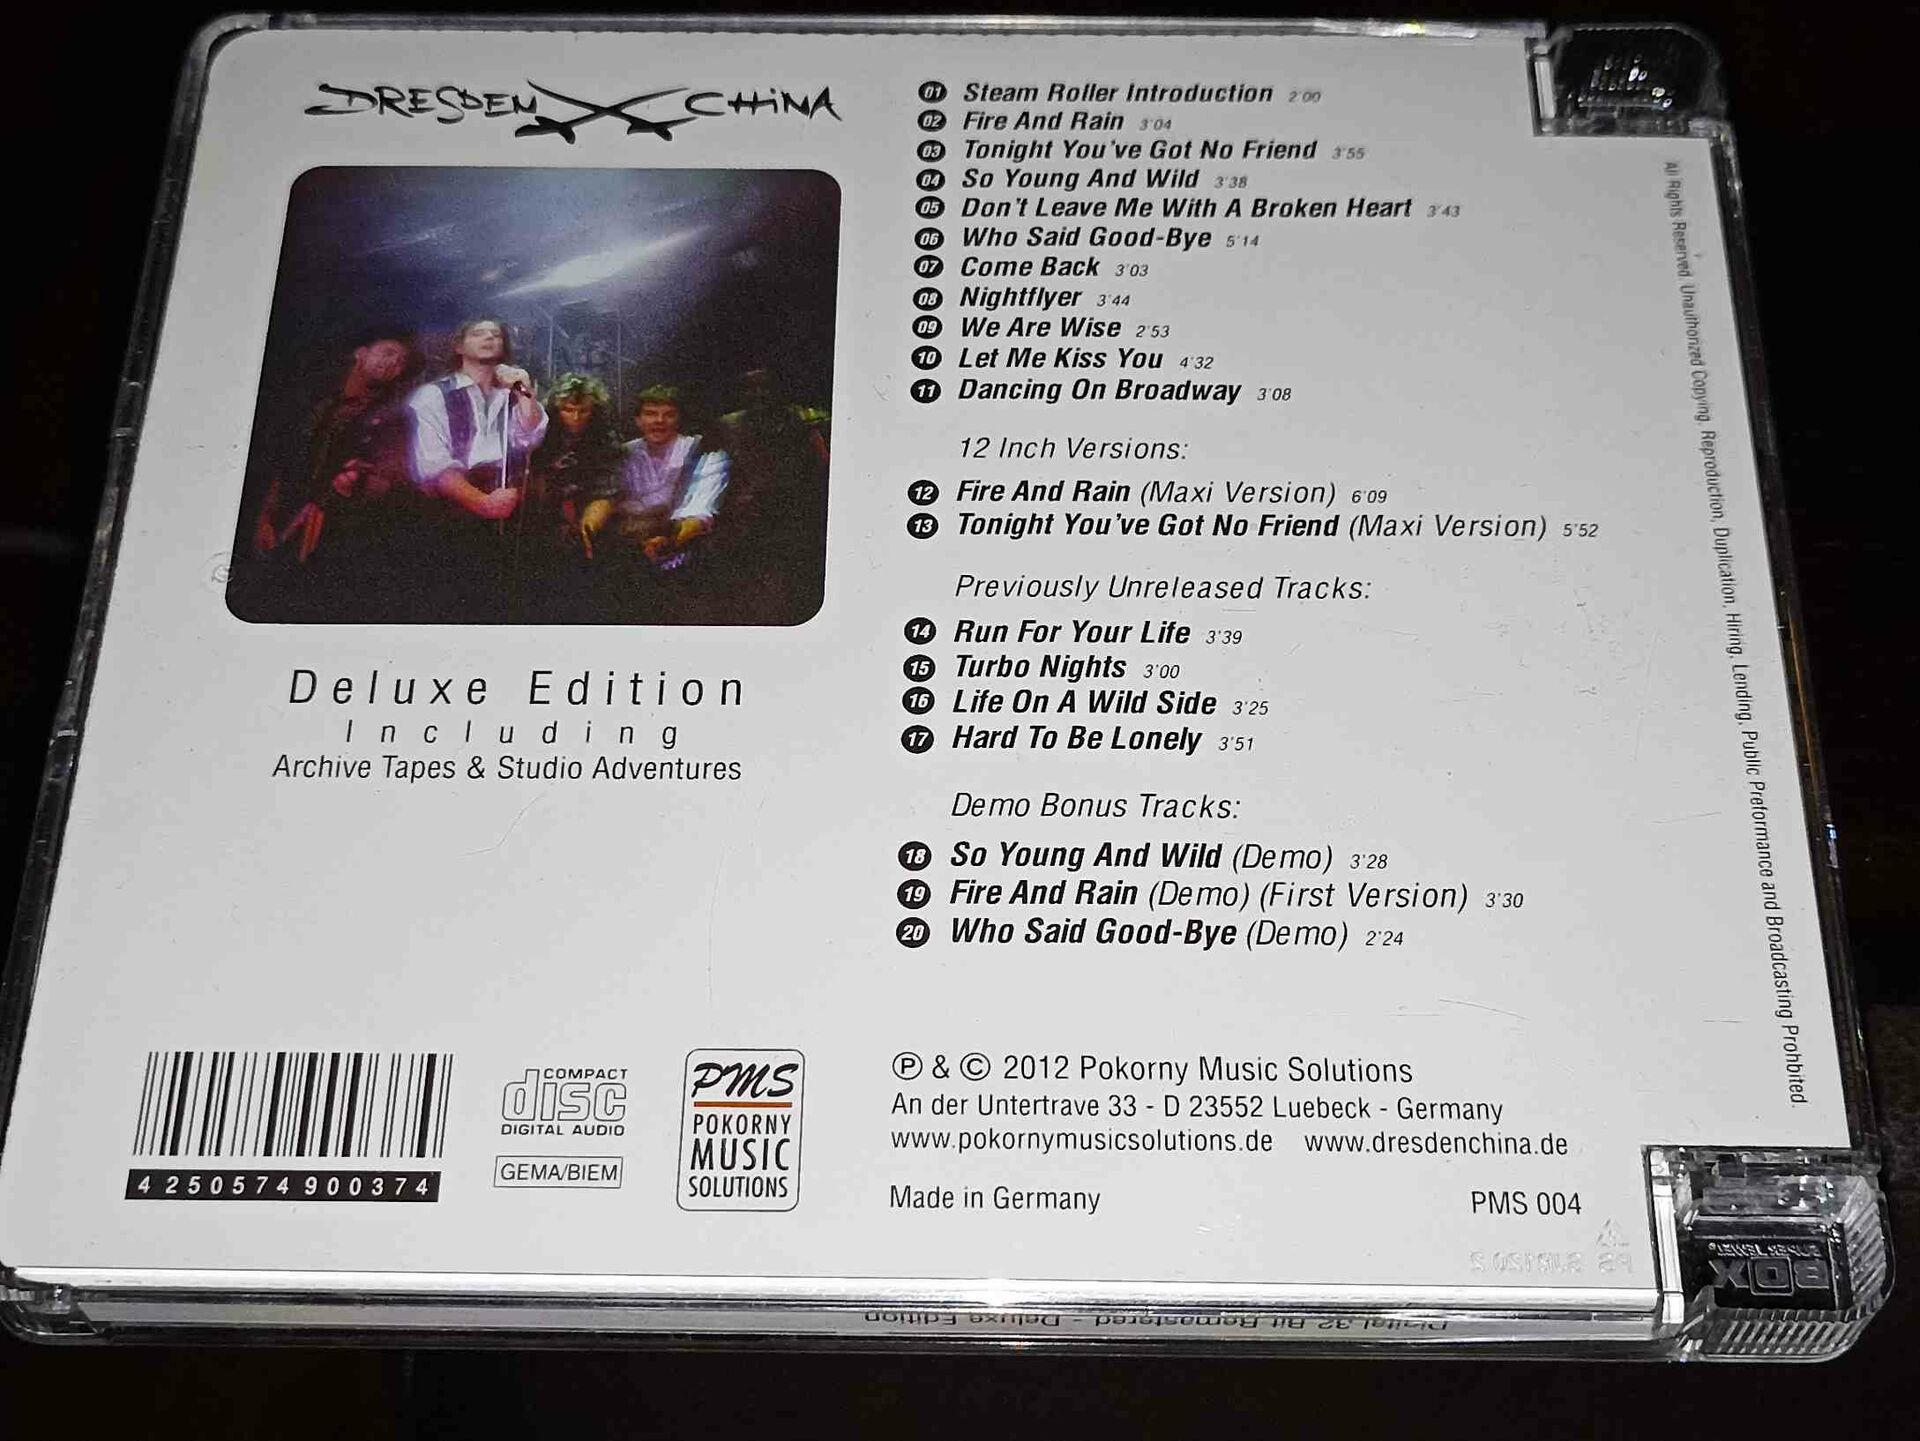 DRESDEN CHINA
Deluxe Edition
Including
Archive Tapes & Studio Adventures
01 Steam Roller Introduction 2'00
02 Fire And Rain 3'04
03 Tonight You've Got No Friend 3'55
04 So Young And Wild 3'38
05 Don't Leave Me With A Broken Heart 3'43
06 Who Said Good-Bye 5'14
07 Come Back 3'03
08 Nightflyer 3'44
09 We Are Wise 2'53
10 Let Me Kiss You 4'32
11 Dancing On Broadway 3'08
12 Inch Versions:
12 Fire And Rain (Maxi Version) 6'09
13 Tonight You've Got No Friend (Maxi Version) 5'52
Previously Unreleased Tracks:
14 Run For Your Life 3'39
15 Turbo Nights 3'00
16 Life On A Wild Side 3'25
17 Hard To Be Lonely 3'51
Demo Bonus Tracks:
18 So Young And Wild (Demo) 3'28
19 Fire And Rain (Demo) (First Version) 3'30
20 Who Said Good-Bye (Demo) 2'24
All Rights Reserved. Unauthorized Copying, Reproduction, Duplication, Hiring, Lending, Public Preformance and Broadcasting Prohbited.
4 250574 900374
COMPACT
disc
DIGITAL AUDIO
GEMA/BIEM
PMS
POKORNY
MUSIC
SOLUTIONS
℗ & © 2012 Pokorny Music Solutions
An der Untertrave 33 - D 23552 Luebeck - Germany
www.pokornymusicsolutions.de www.dresdenchina.de
Made in Germany PMS 004
SUPER JEWEL
BOX
Digital 32 Bit Remastered - Deluxe Edition